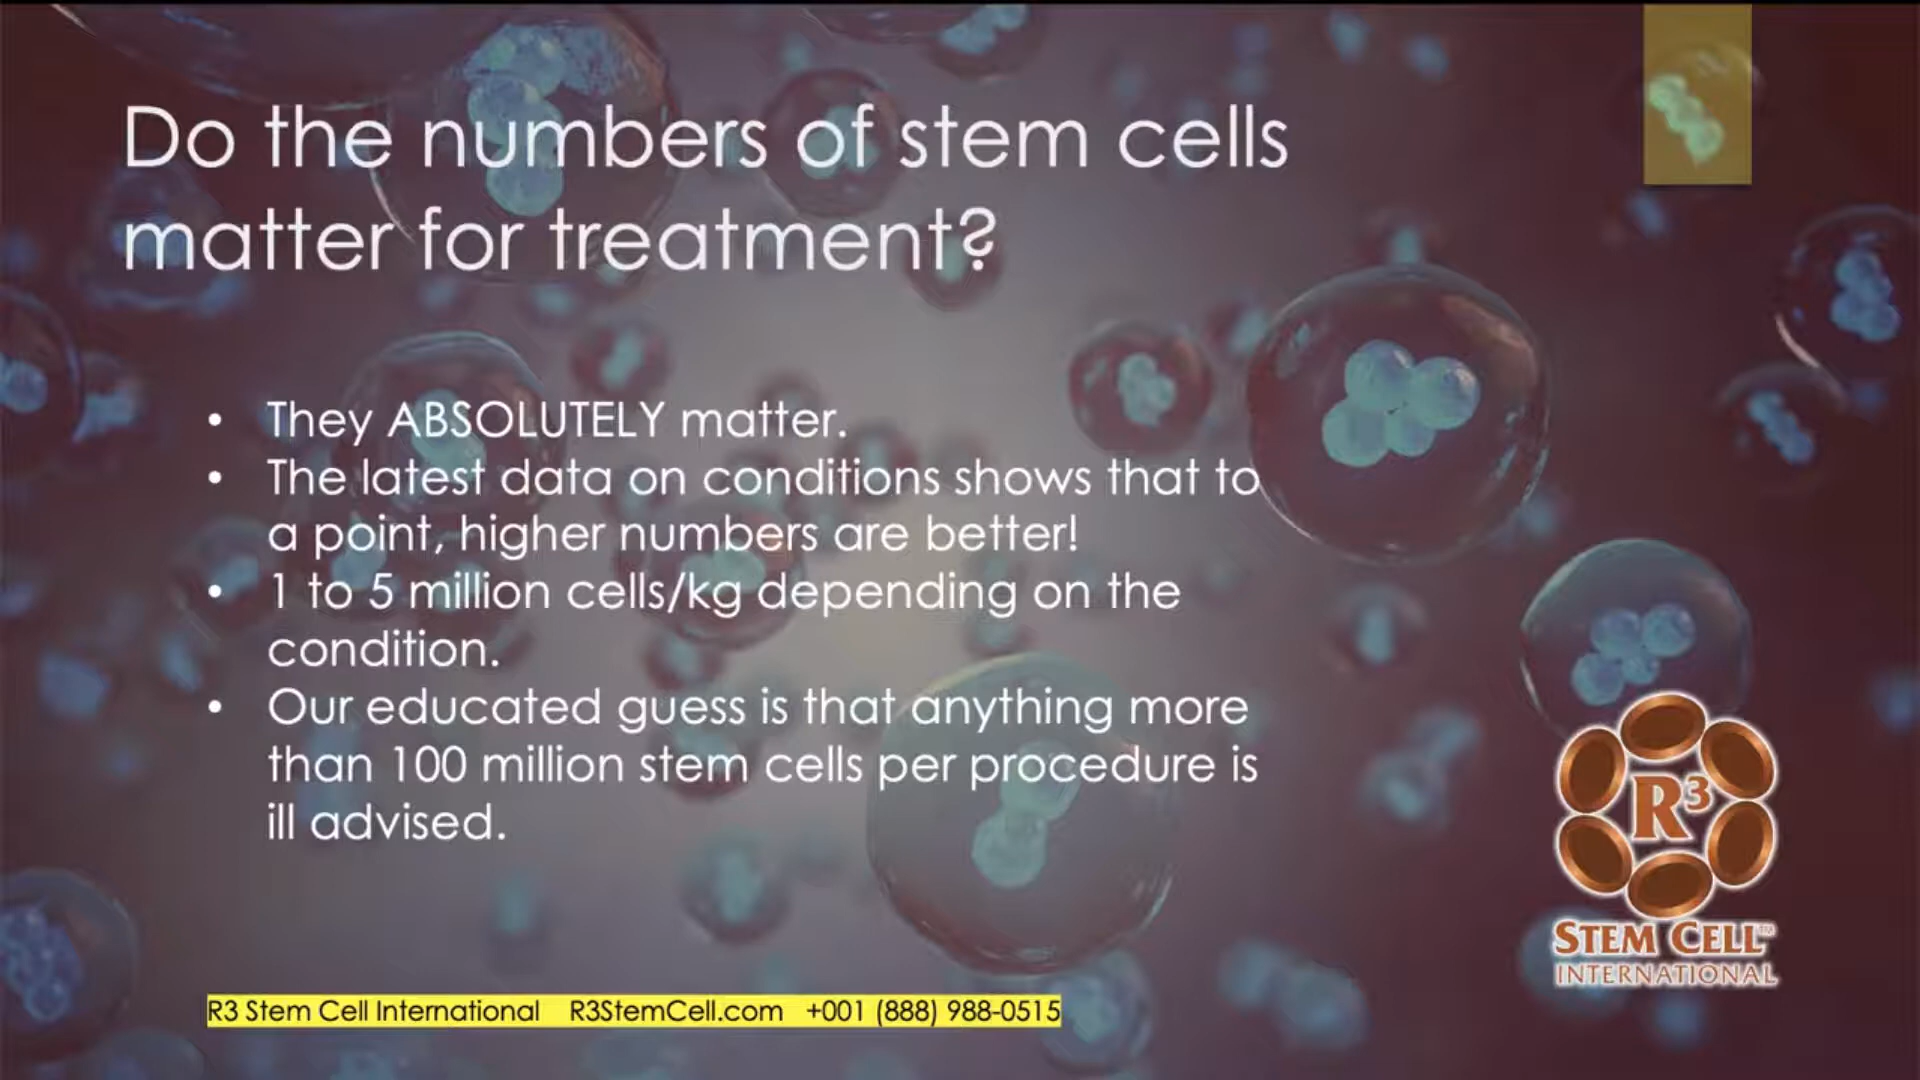 Do the numbers of stem cells
matter for treatment?
• They ABSOLUTELY matter.
• The latest data on conditions shows that to
a point, higher numbers are better!
• 1 to 5 million cells/kg depending on the
condition.
• Our educated guess is that anything more
than 100 million stem cells per procedure is
ill advised.
R³
STEM CELL™
INTERNATIONAL
R3 Stem Cell International R3StemCell.com +001 (888) 988-0515